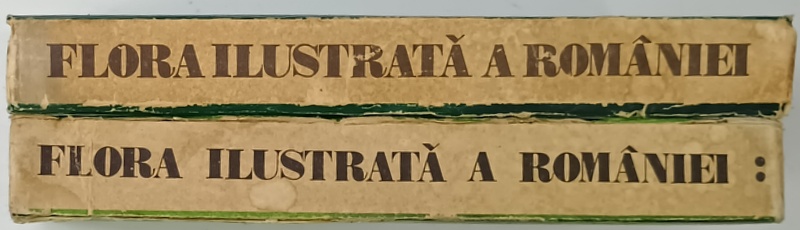 FLORA ILUSTRATĂ A ROMÂNIEI
FLORA ILUSTRATĂ A ROMÂNIEI :